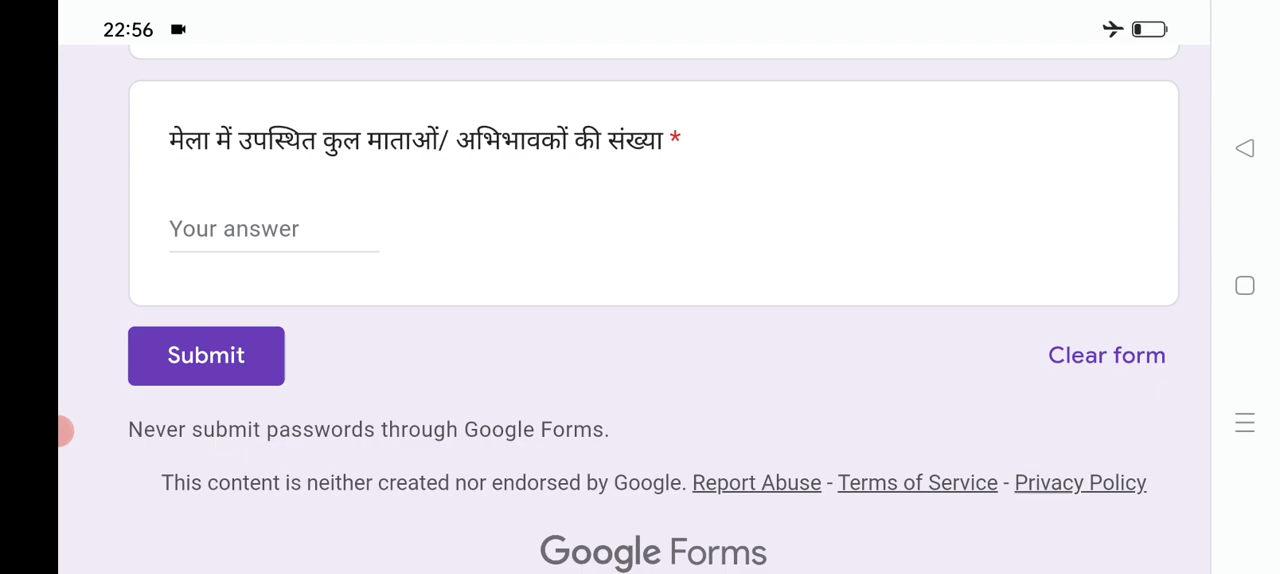 22:56
मेला में उपस्थित कुल माताओं/ अभिभावकों की संख्या *
Your answer
Submit
Clear form
Never submit passwords through Google Forms.
This content is neither created nor endorsed by Google. Report Abuse - Terms of Service - Privacy Policy
Google Forms